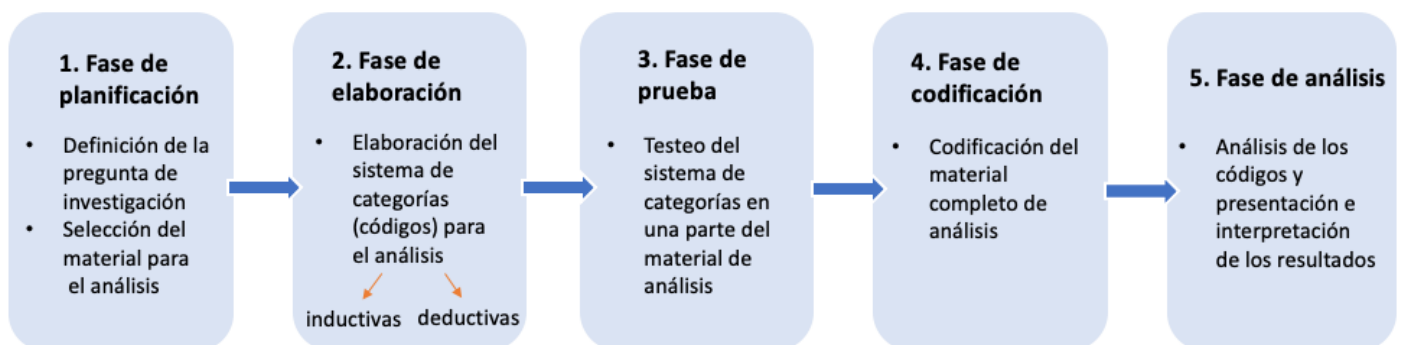 1. Fase de
planificación
• Definición de la
pregunta de
investigación
• Selección del
material para
el análisis
2. Fase de
elaboración
• Elaboración del
sistema de
categorías
(códigos) para
el análisis
inductivas deductivas
3. Fase de
prueba
• Testeo del
sistema de
categorías en
una parte del
material de
análisis
4. Fase de
codificación
• Codificación del
material
completo de
análisis
5. Fase de análisis
• Análisis de los
códigos y
presentación e
interpretación
de los resultados